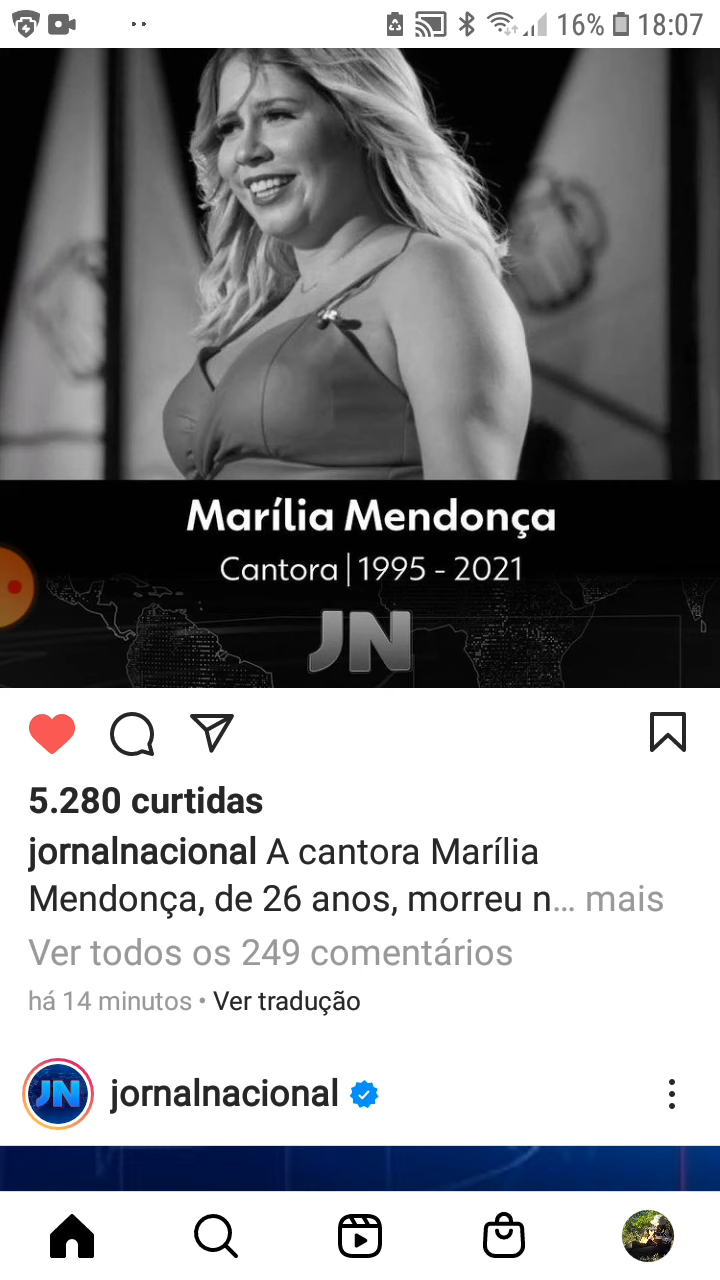 16% 18:07
Marília Mendonça
Cantora | 1995 - 2021
JN
5.280 curtidas
jornalnacional A cantora Marília
Mendonça, de 26 anos, morreu n... mais
Ver todos os 249 comentários
há 14 minutos • Ver tradução
JN jornalnacional